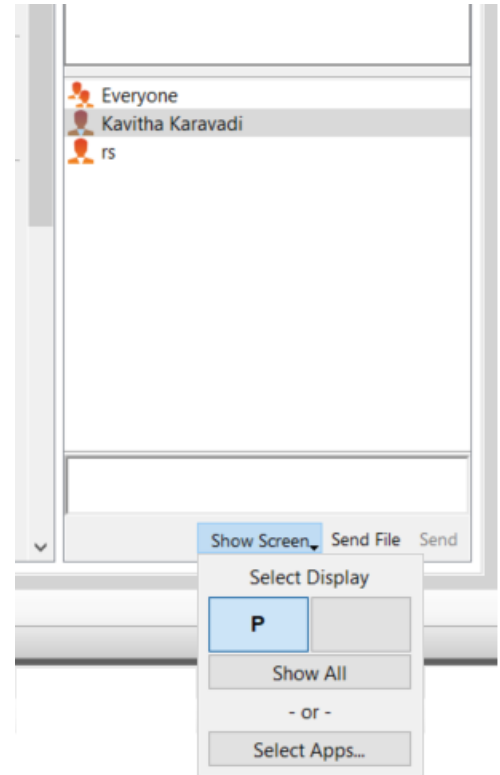 Everyone
Kavitha Karavadi
rs
Show Screen Send File Send
Select Display
P
Show All
- or -
Select Apps...